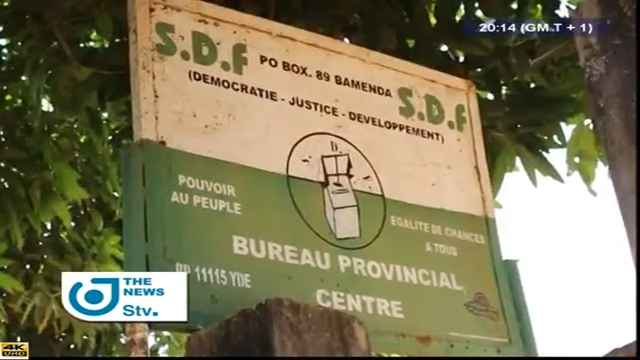 20:14 (GMT+1)
S.D.F PO BOX. 89 BAMENDA S.D.F
(DEMOCRATIE - JUSTICE - DEVELOPPEMENT)
POUVOIR
AU PEUPLE
EGALITE DE CHANCES
A TOUS
BUREAU PROVINCIAL
11115 YDE
CENTRE
THE
NEWS
Stv.
4K
UHD